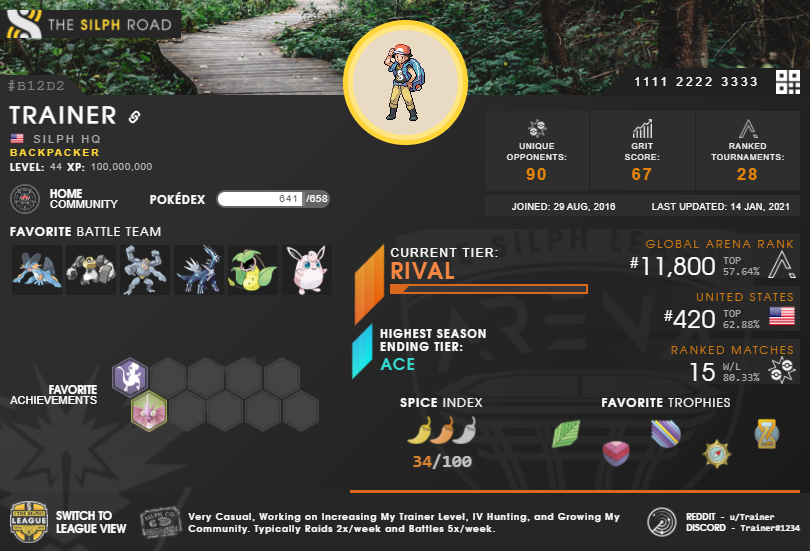 THE SILPH ROAD
#B12D2
1111 2222 3333
TRAINER
SILPH HQ
BACKPACKER
LEVEL: 44 XP: 100,000,000
UNIQUE
OPPONENTS:
90
GRIT
SCORE:
67
RANKED
TOURNAMENTS:
28
HOME
COMMUNITY
POKÉDEX
641 /658
JOINED: 29 AUG, 2016
LAST UPDATED: 14 JAN, 2021
FAVORITE BATTLE TEAM
CURRENT TIER:
RIVAL
HIGHEST SEASON
ENDING TIER:
ACE
GLOBAL ARENA RANK
#11,800 TOP
57.64%
UNITED STATES
#420 TOP
62.88%
RANKED MATCHES
15 W/L
80.33%
FAVORITE
ACHIEVEMENTS
SPICE INDEX
34/100
FAVORITE TROPHIES
SILPH LEAGUE
SWITCH TO
LEAGUE VIEW
SILPH CO.
Very Casual, Working on Increasing My Trainer Level, IV Hunting, and Growing My
Community. Typically Raids 2x/week and Battles 5x/week.
REDDIT - u/Trainer
DISCORD - Trainer#1234